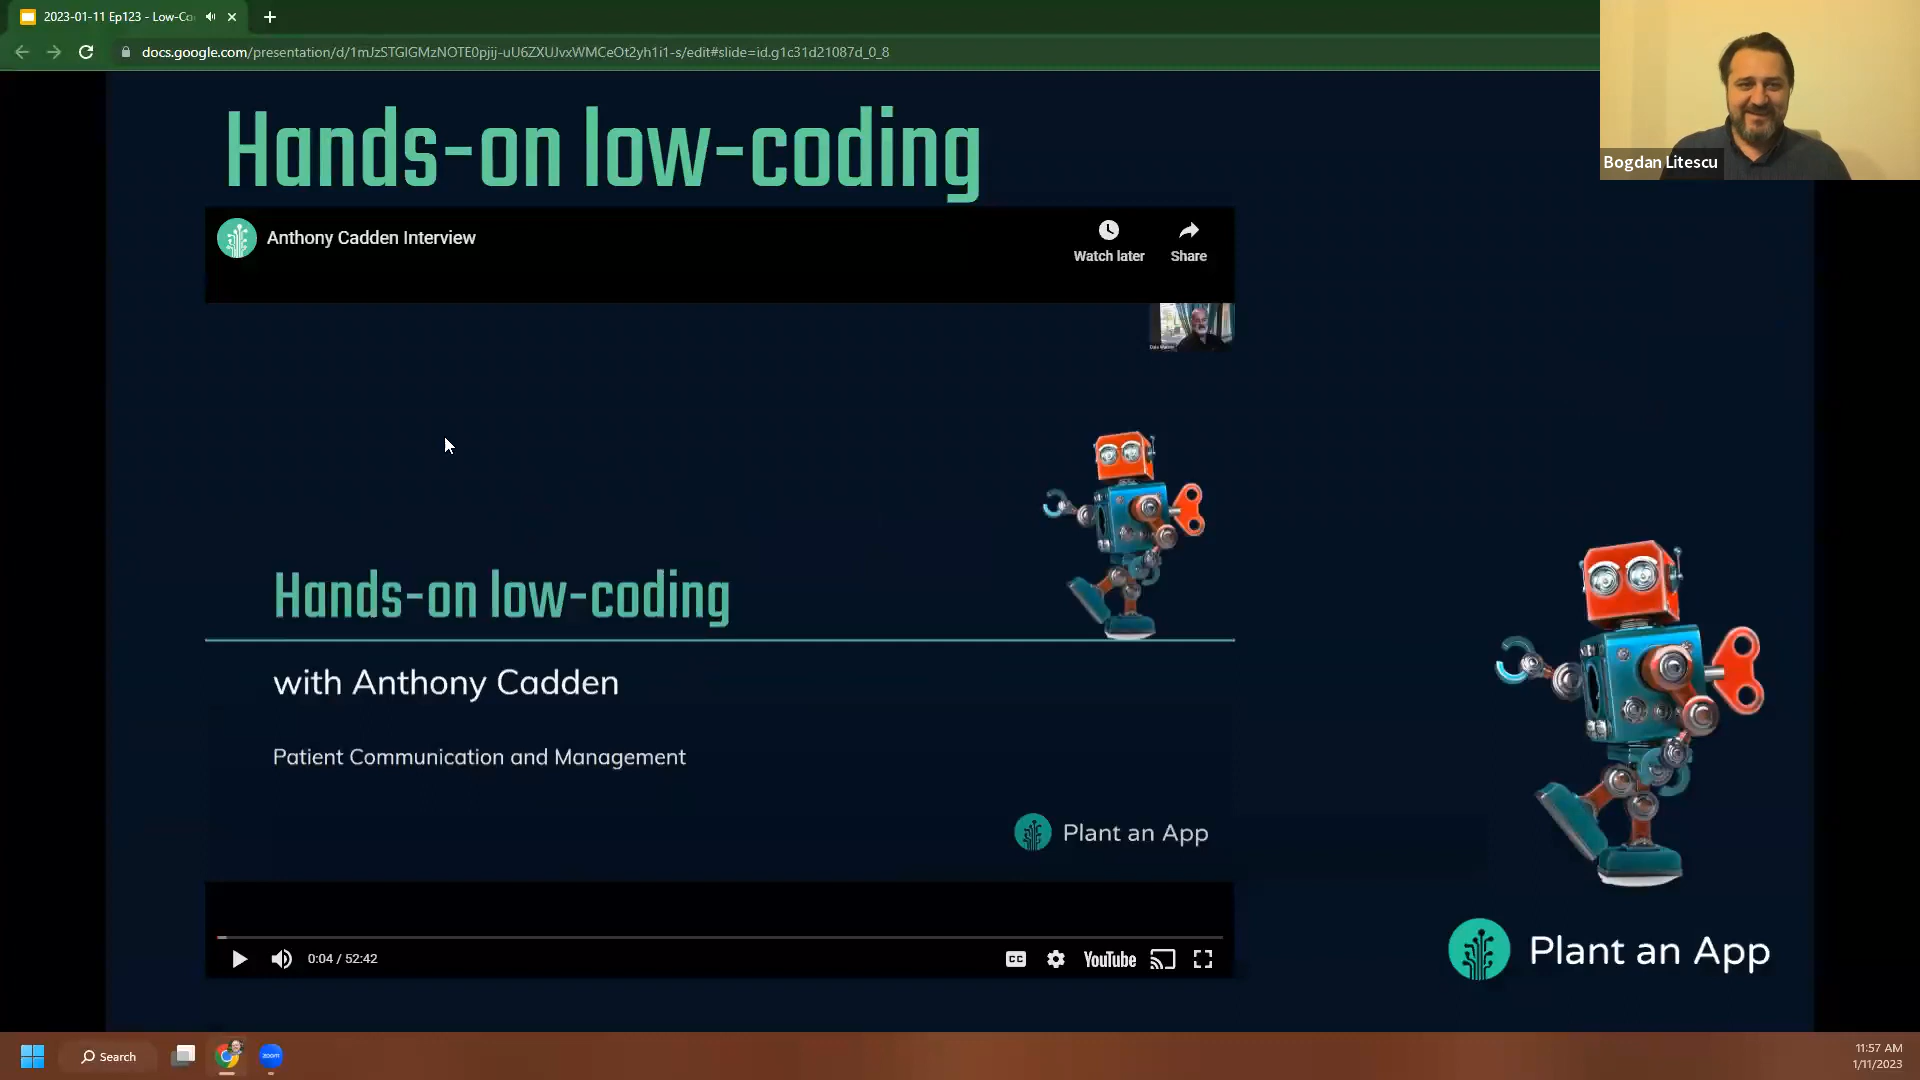 2023-01-11 Ep123 - Low-Co
docs.google.com/presentation/d/1mJzSTGlGMzNOTE0pjij-uU6ZXUJvxWMCeOt2yh1i1-s/edit#slide=id.g1c31d21087d_0_8
Bogdan Litescu
Hands-on low-coding
Anthony Cadden Interview
Watch later
Share
Hands-on low-coding
with Anthony Cadden
Patient Communication and Management
Plant an App
0:04 / 52:42
CC
YouTube
Plant an App
Search
zoom
11:57 AM
1/11/2023